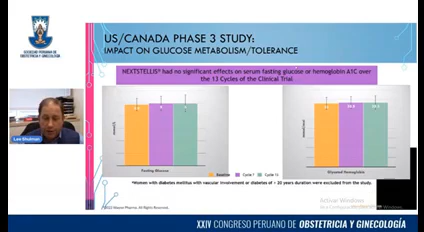 SOCIEDAD PERUANA DE
OBSTETRICIA Y GINECOLOGÍA
US/CANADA PHASE 3 STUDY:
IMPACT ON GLUCOSE METABOLISM/TOLERANCE
NEXTSTELLIS® had no significant effects on serum fasting glucose or hemoglobin A1C over
the 13 Cycles of the Clinical Trial
Fasting Glucose
Glycated Hemoglobin
Baseline
Cycle 7
Cycle 13
*Women with diabetes mellitus with vascular involvement or diabetes of > 20 years duration were excluded from the study.
Lee Shulman
Activar Windows
XXIV CONGRESO PERUANO DE OBSTETRICIA Y GINECOLOGÍA